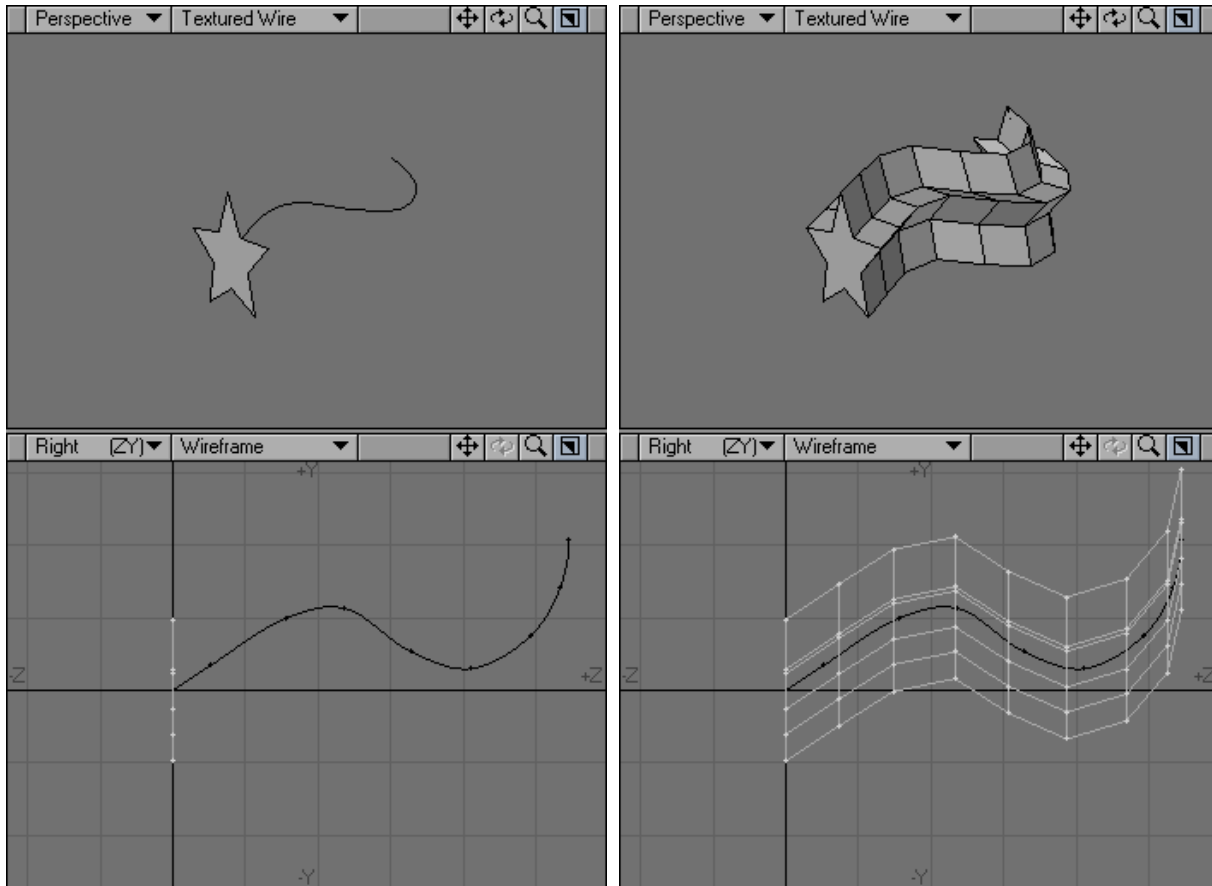 Perspective Textured Wire
Perspective Textured Wire
Right (ZY) Wireframe
Right (ZY) Wireframe
+Y
+Y
-Z +Z
-Z +Z
-Y
-Y